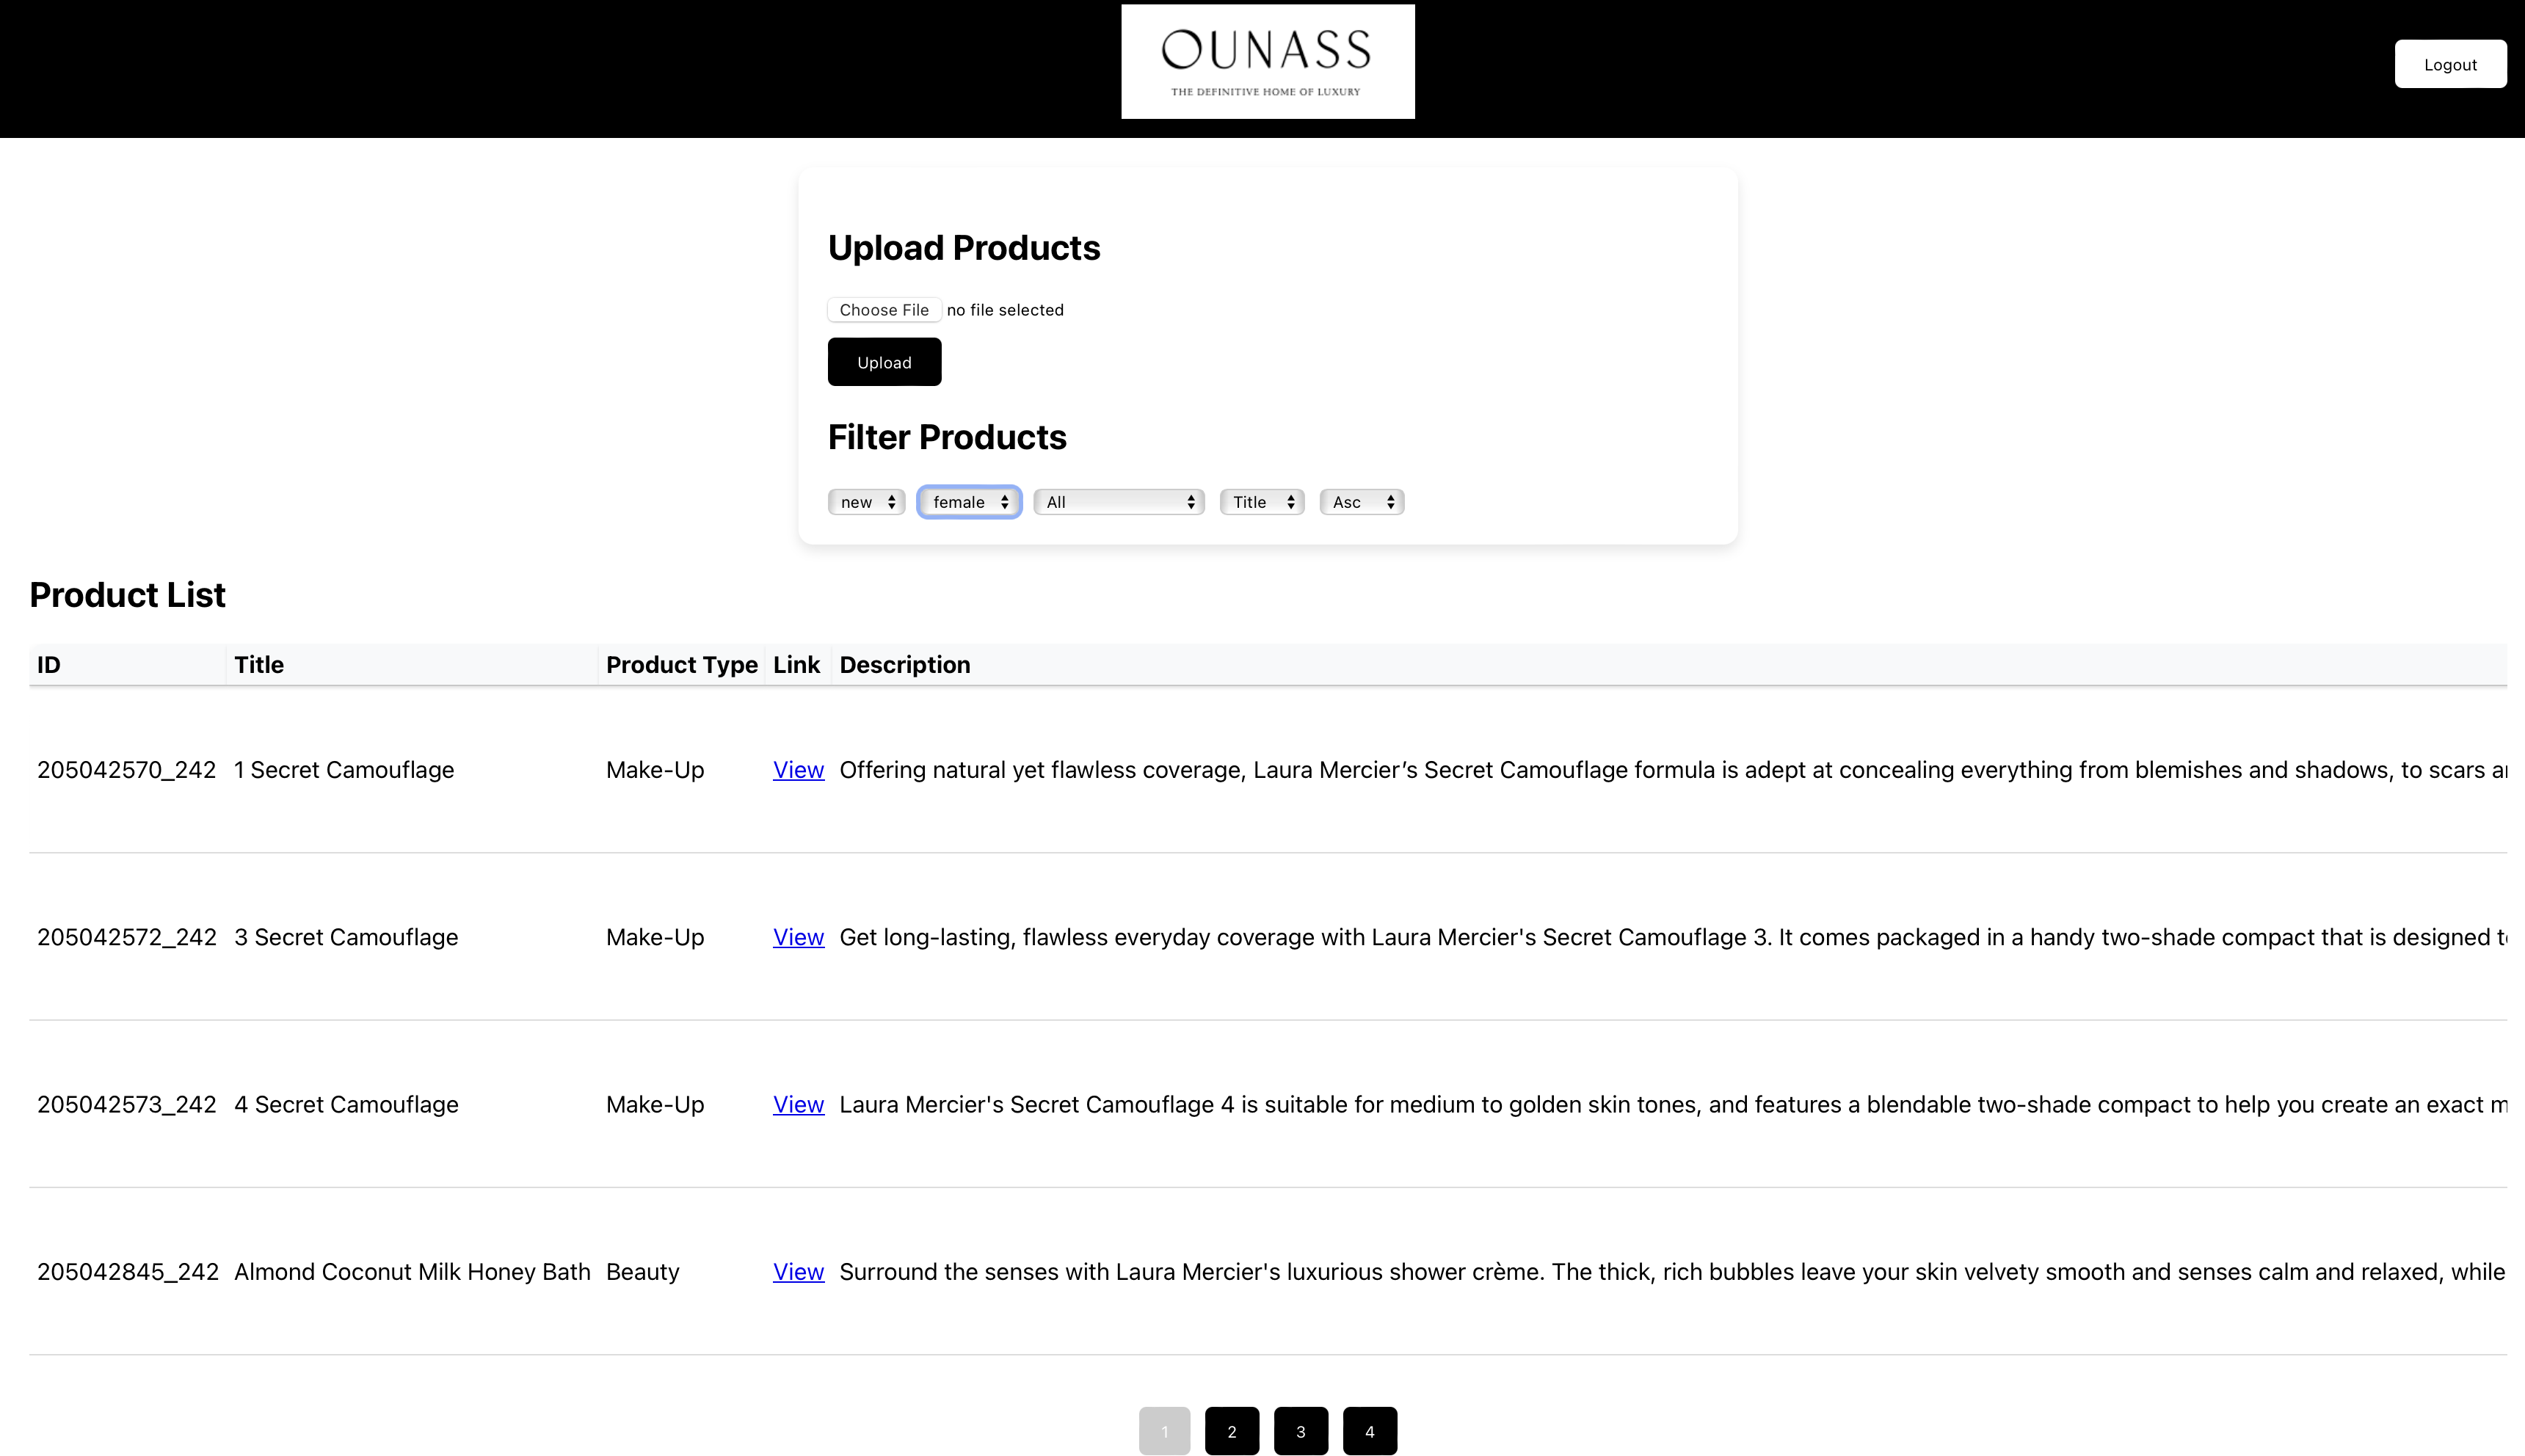 OUNASS
THE DEFINITIVE HOME OF LUXURY
Logout
Upload Products
Choose File no file selected
Upload
Filter Products
new female All Title Asc
Product List
ID Title Product Type Link Description
205042570_242 1 Secret Camouflage Make-Up View Offering natural yet flawless coverage, Laura Mercier’s Secret Camouflage formula is adept at concealing everything from blemishes and shadows, to scars
205042572_242 3 Secret Camouflage Make-Up View Get long-lasting, flawless everyday coverage with Laura Mercier's Secret Camouflage 3. It comes packaged in a handy two-shade compact that is designed
205042573_242 4 Secret Camouflage Make-Up View Laura Mercier's Secret Camouflage 4 is suitable for medium to golden skin tones, and features a blendable two-shade compact to help you create an exact
205042845_242 Almond Coconut Milk Honey Bath Beauty View Surround the senses with Laura Mercier's luxurious shower crème. The thick, rich bubbles leave your skin velvety smooth and senses calm and relaxed, while
1 2 3 4